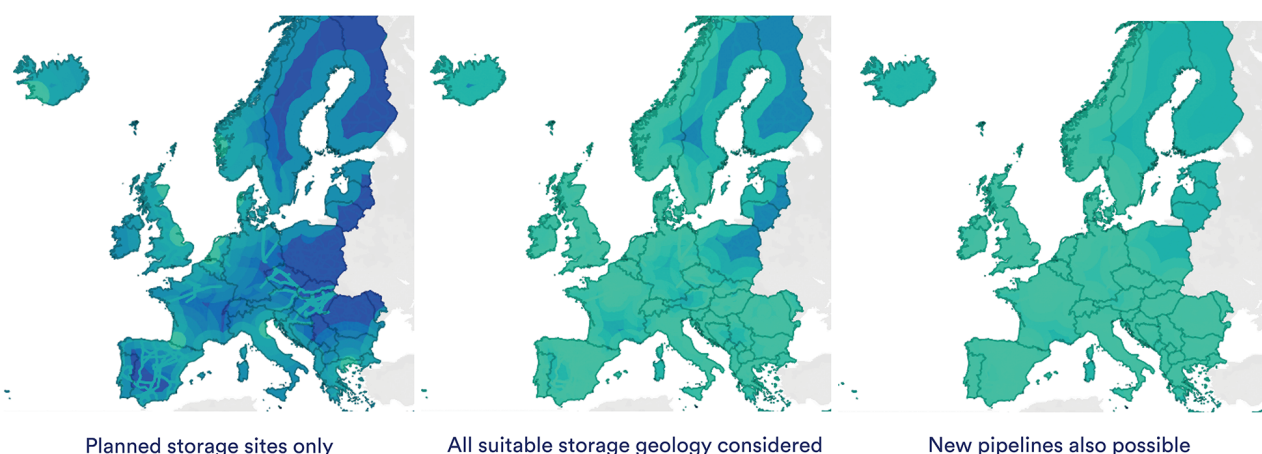 Planned storage sites only
All suitable storage geology considered
New pipelines also possible